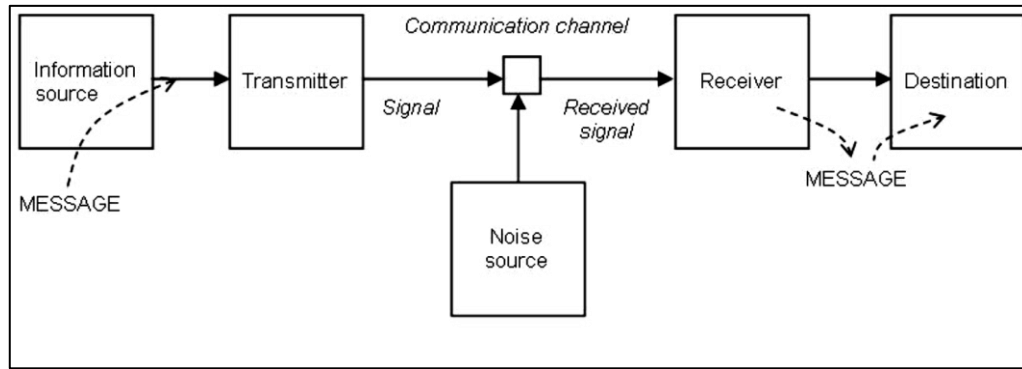 Communication channel
Information
source
Transmitter
Receiver
Destination
Signal
Received
signal
MESSAGE
MESSAGE
Noise
source